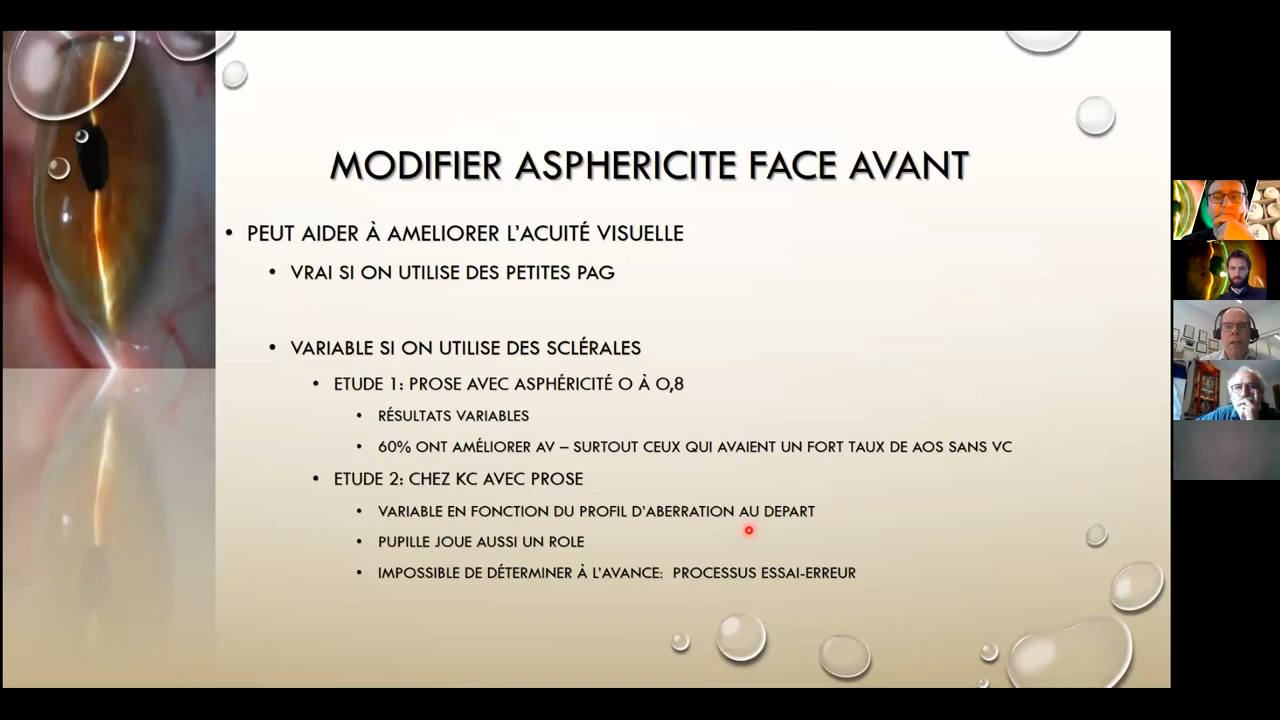 MODIFIER ASPHERICITE FACE AVANT
• PEUT AIDER À AMELIORER L'ACUITÉ VISUELLE
• VRAI SI ON UTILISE DES PETITES PAG
• VARIABLE SI ON UTILISE DES SCLÉRALES
• ETUDE 1: PROSE AVEC ASPHÉRICITÉ O À O,8
• RÉSULTATS VARIABLES
• 60% ONT AMÉLIORER AV – SURTOUT CEUX QUI AVAIENT UN FORT TAUX DE AOS SANS VC
• ETUDE 2: CHEZ KC AVEC PROSE
• VARIABLE EN FONCTION DU PROFIL D'ABERRATION AU DEPART
• PUPILLE JOUE AUSSI UN ROLE
• IMPOSSIBLE DE DÉTERMINER À L'AVANCE: PROCESSUS ESSAI-ERREUR